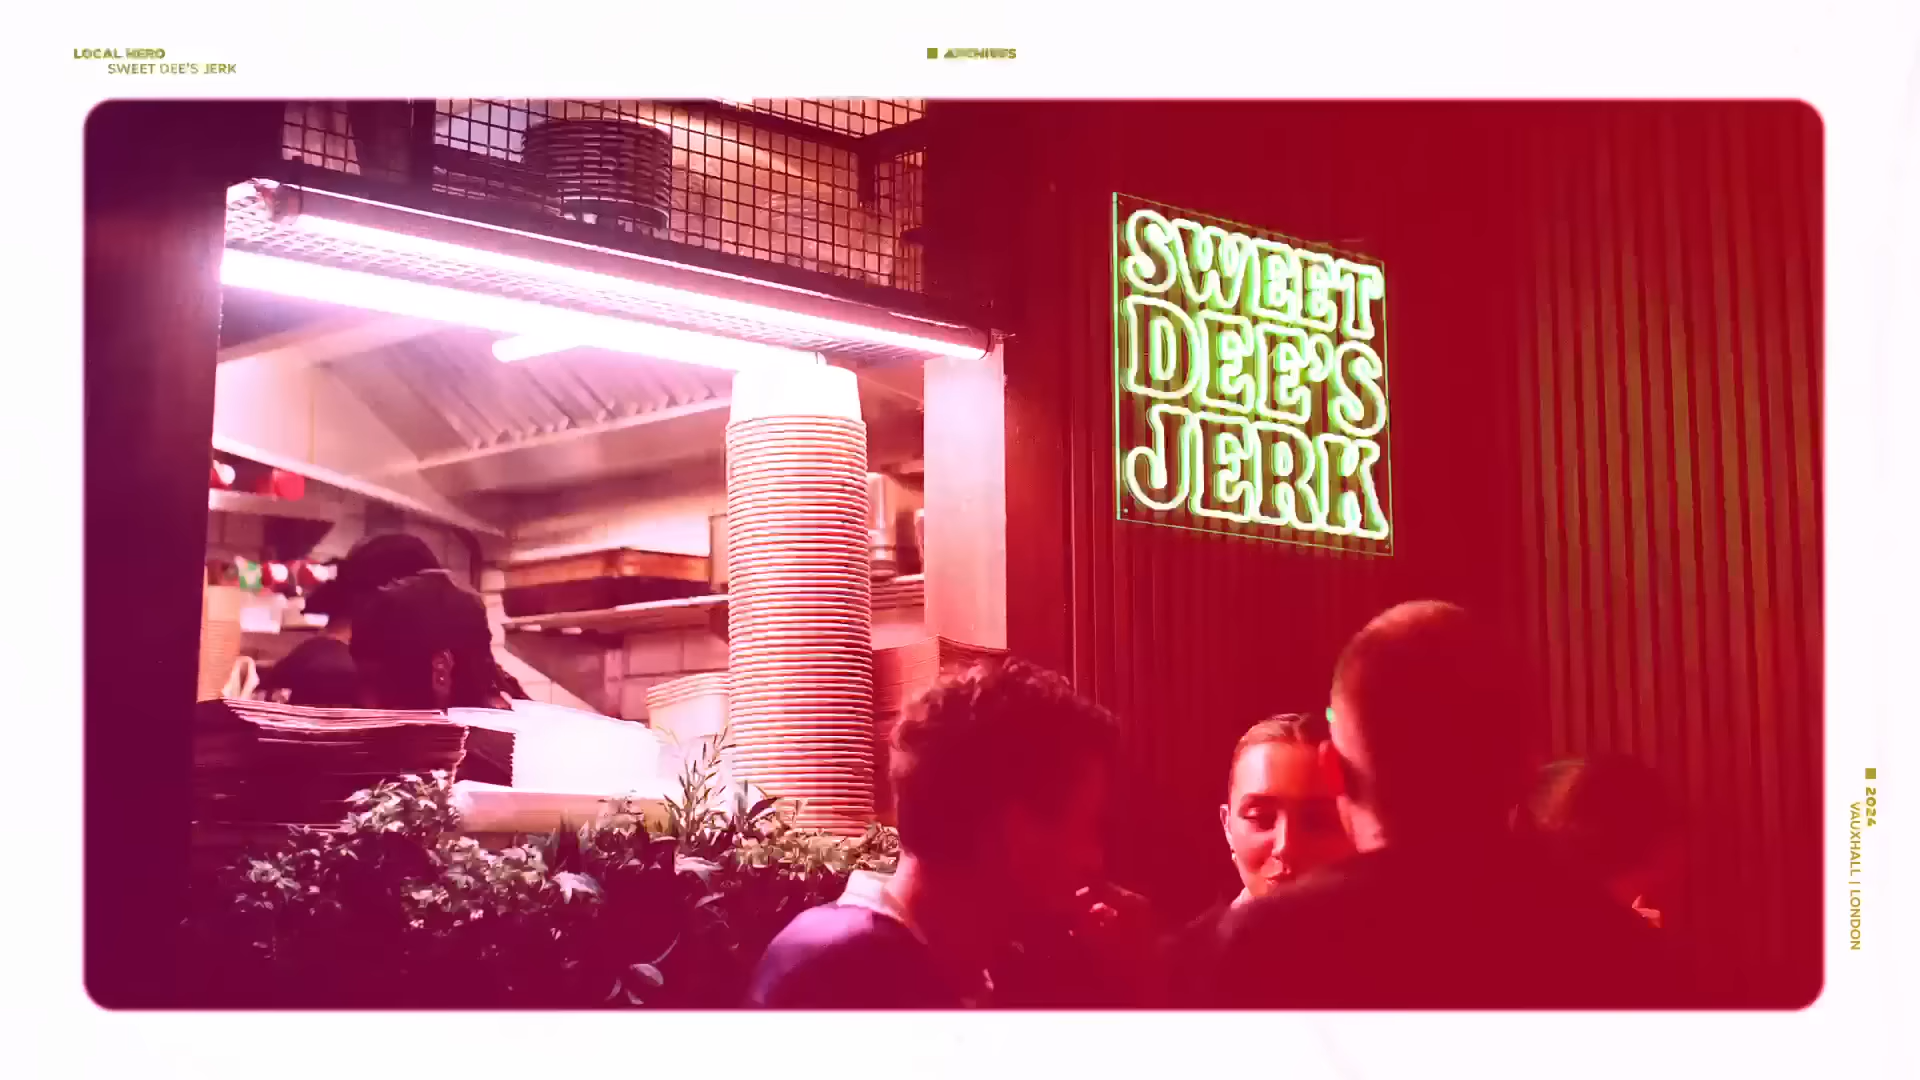 LOCAL HERO
SWEET DEE'S JERK
ARCHIVES
SWEET
DEE'S
JERK
2024
VAUXHALL | LONDON